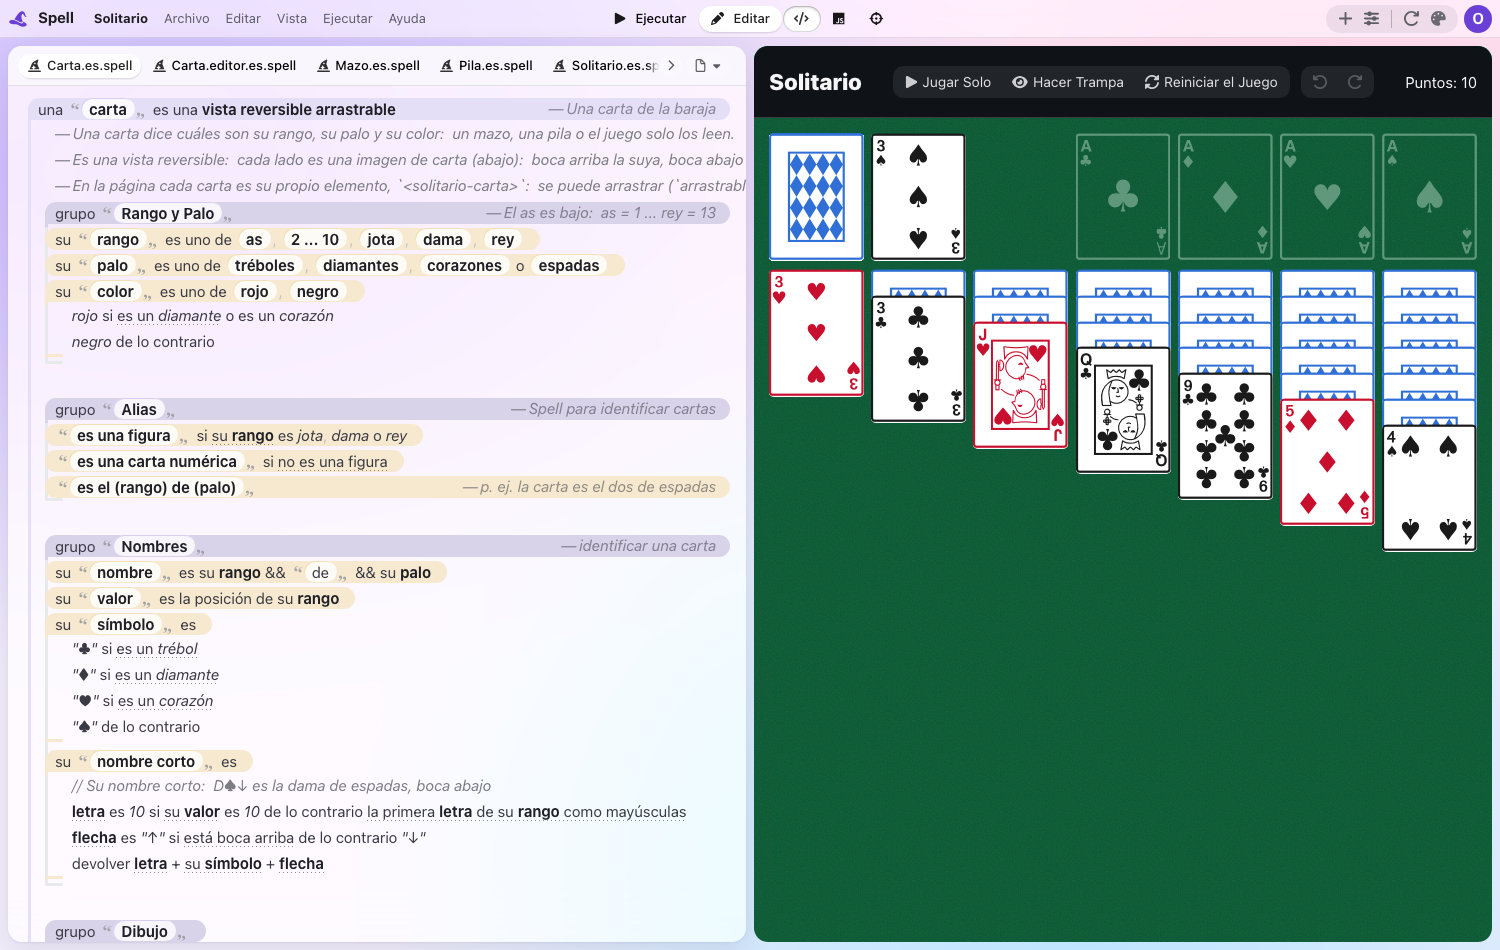 Spell Solitario Archivo Editar Vista Ejecutar Ayuda Ejecutar Editar </> JS O
Carta.es.spell Carta.editor.es.spell Mazo.es.spell Pila.es.spell Solitario.es.sp
una “ carta „ es una vista reversible arrastrable — Una carta de la baraja
— Una carta dice cuáles son su rango, su palo y su color: un mazo, una pila o el juego solo los leen.
— Es una vista reversible: cada lado es una imagen de carta (abajo): boca arriba la suya, boca abajo
— En la página cada carta es su propio elemento, `<solitario-carta>`: se puede arrastrar (`arrastrabl
grupo “ Rango y Palo „ — El as es bajo: as = 1 ... rey = 13
su “ rango „ es uno de as , 2 ... 10 , jota , dama , rey
su “ palo „ es uno de tréboles , diamantes , corazones o espadas
su “ color „ es uno de rojo , negro
rojo si es un diamante o es un corazón
negro de lo contrario
grupo “ Alias „ — Spell para identificar cartas
“ es una figura „ si su rango es jota, dama o rey
“ es una carta numérica „ si no es una figura
“ es el (rango) de (palo) „ — p. ej. la carta es el dos de espadas
grupo “ Nombres „ — identificar una carta
su “ nombre „ es su rango && “ de „ && su palo
su “ valor „ es la posición de su rango
su “ símbolo „ es
"♣" si es un trébol
"♦" si es un diamante
"♥" si es un corazón
"♠" de lo contrario
su “ nombre corto „ es
// Su nombre corto: D♠↓ es la dama de espadas, boca abajo
letra es 10 si su valor es 10 de lo contrario la primera letra de su rango como mayúsculas
flecha es "↑" si está boca arriba de lo contrario "↓"
devolver letra + su símbolo + flecha
grupo “ Dibujo „
Solitario Jugar Solo Hacer Trampa Reiniciar el Juego Puntos: 10
3 3 A A A A A A A A
3 3 3 3 J J Q Q 9 9 5 5 4 4